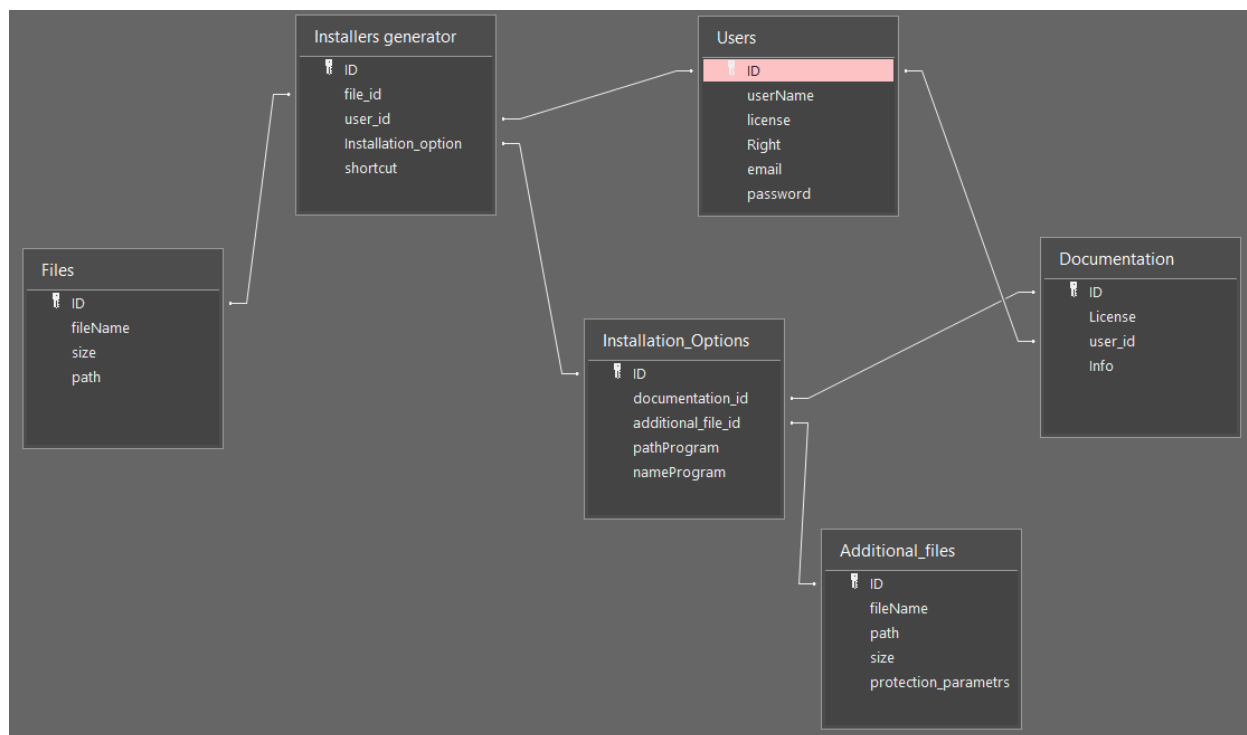 Installers generator
ID
file_id
user_id
Installation_option
shortcut
Users
ID
userName
license
Right
email
password
Files
ID
fileName
size
path
Installation_Options
ID
documentation_id
additional_file_id
pathProgram
nameProgram
Documentation
ID
License
user_id
Info
Additional_files
ID
fileName
path
size
protection_parametrs